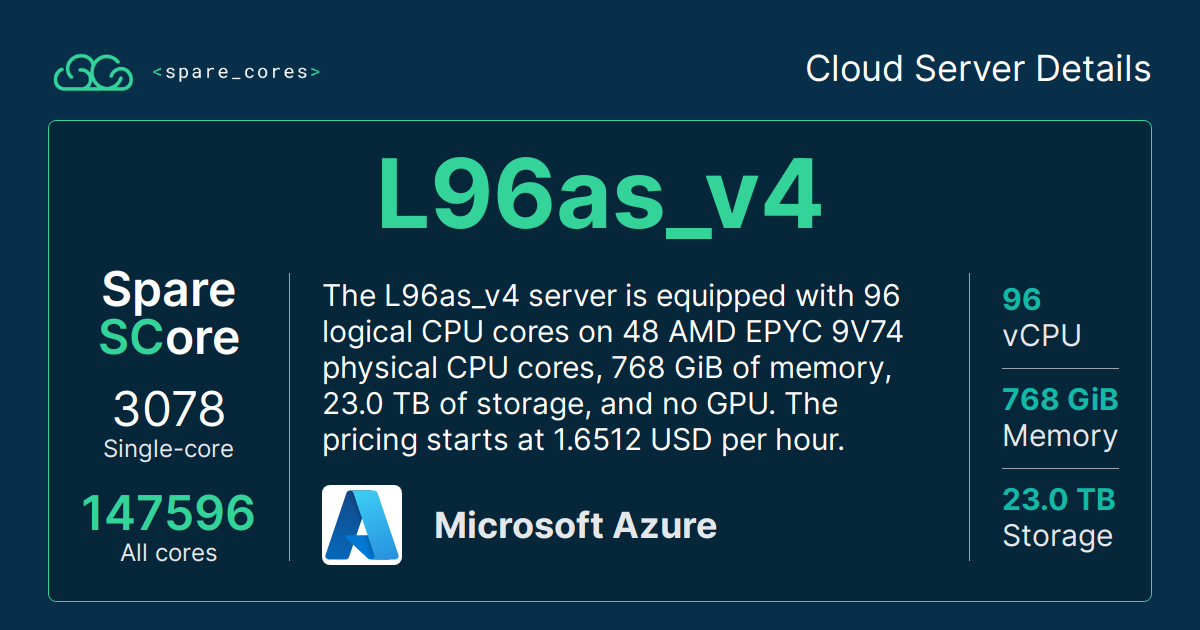 <spare_cores>
Cloud Server Details
L96as_v4
Spare
SCore
3078
Single-core
147596
All cores
The L96as_v4 server is equipped with 96
logical CPU cores on 48 AMD EPYC 9V74
physical CPU cores, 768 GiB of memory,
23.0 TB of storage, and no GPU. The
pricing starts at 1.6512 USD per hour.
Microsoft Azure
96
vCPU
768 GiB
Memory
23.0 TB
Storage